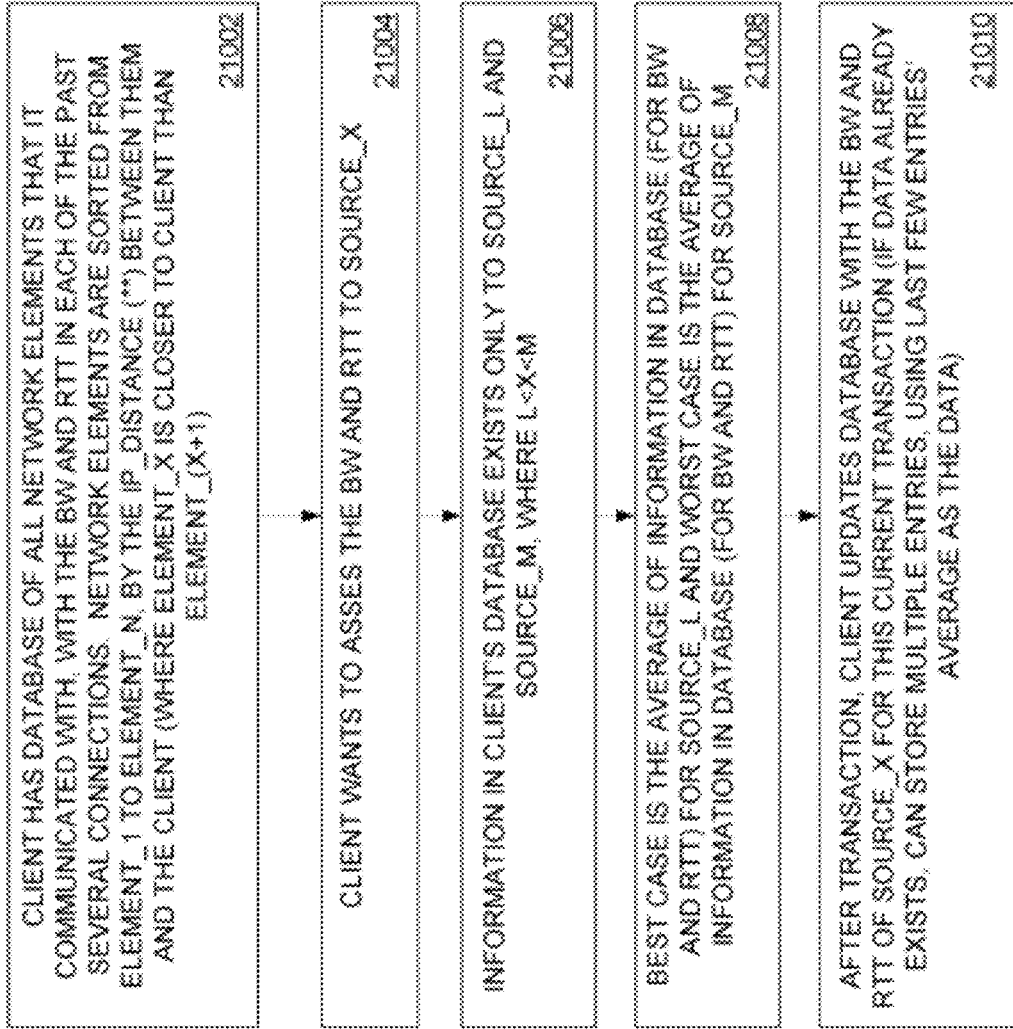 CLIENT HAS DATABASE OF ALL NETWORK ELEMENTS THAT IT
COMMUNICATED WITH, WITH THE BW AND RTT IN EACH OF THE PAST
SEVERAL CONNECTIONS. NETWORK ELEMENTS ARE SORTED FROM
ELEMENT_1 TO ELEMENT_N, BY THE IP_DISTANCE (**) BETWEEN THEM
AND THE CLIENT (WHERE ELEMENT_X IS CLOSER TO CLIENT THAN
ELEMENT_(X+1)
21002
CLIENT WANTS TO ASSES THE BW AND RTT TO SOURCE_X
21004
INFORMATION IN CLIENT'S DATABASE EXISTS ONLY TO SOURCE_L AND
SOURCE_M, WHERE L<X<M
21006
BEST CASE IS THE AVERAGE OF INFORMATION IN DATABASE (FOR BW
AND RTT) FOR SOURCE_L, AND WORST CASE IS THE AVERAGE OF
INFORMATION IN DATABASE (FOR BW AND RTT) FOR SOURCE_M
21008
AFTER TRANSACTION, CLIENT UPDATES DATABASE WITH THE BW AND
RTT OF SOURCE_X FOR THIS CURRENT TRANSACTION (IF DATA ALREADY
EXISTS, CAN STORE MULTIPLE ENTRIES, USING LAST FEW ENTRIES'
AVERAGE AS THE DATA)
21010